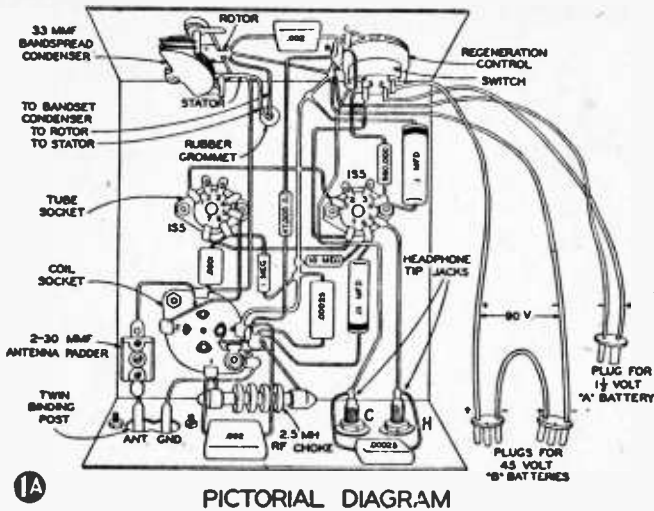 33 MMF
BANDSPREAD
CONDENSER
ROTOR
.002
REGENERATION
CONTROL
SWITCH
STATOR
TO BANDSET
CONDENSER
TO ROTOR
TO STATOR
RUBBER
GROMMET
1 MFD
TUBE
SOCKET
1S5
1S5
.0001
1 MEG
10 MEG
COIL
SOCKET
HEADPHONE
TIP JACKS
.00025
MFD
90 V
2-30 MMF
ANTENNA PADDER
PLUG FOR
1½ VOLT
"A" BATTERY
TWIN
BINDING
POST
ANT GND
.002
2.5 MH
RF CHOKE
C
H
.00025
PLUGS FOR
45 VOLT
"B" BATTERIES
1A
PICTORIAL DIAGRAM